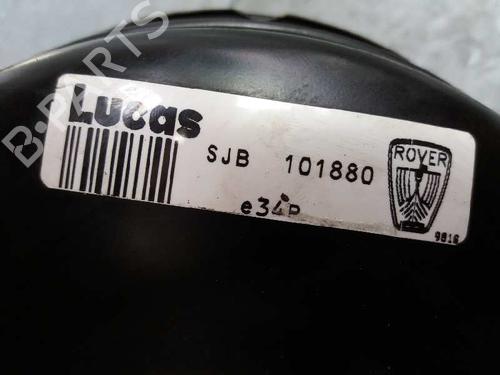 Lucas
SJB 101880
ROVER
e34P
9816
B-PARTS